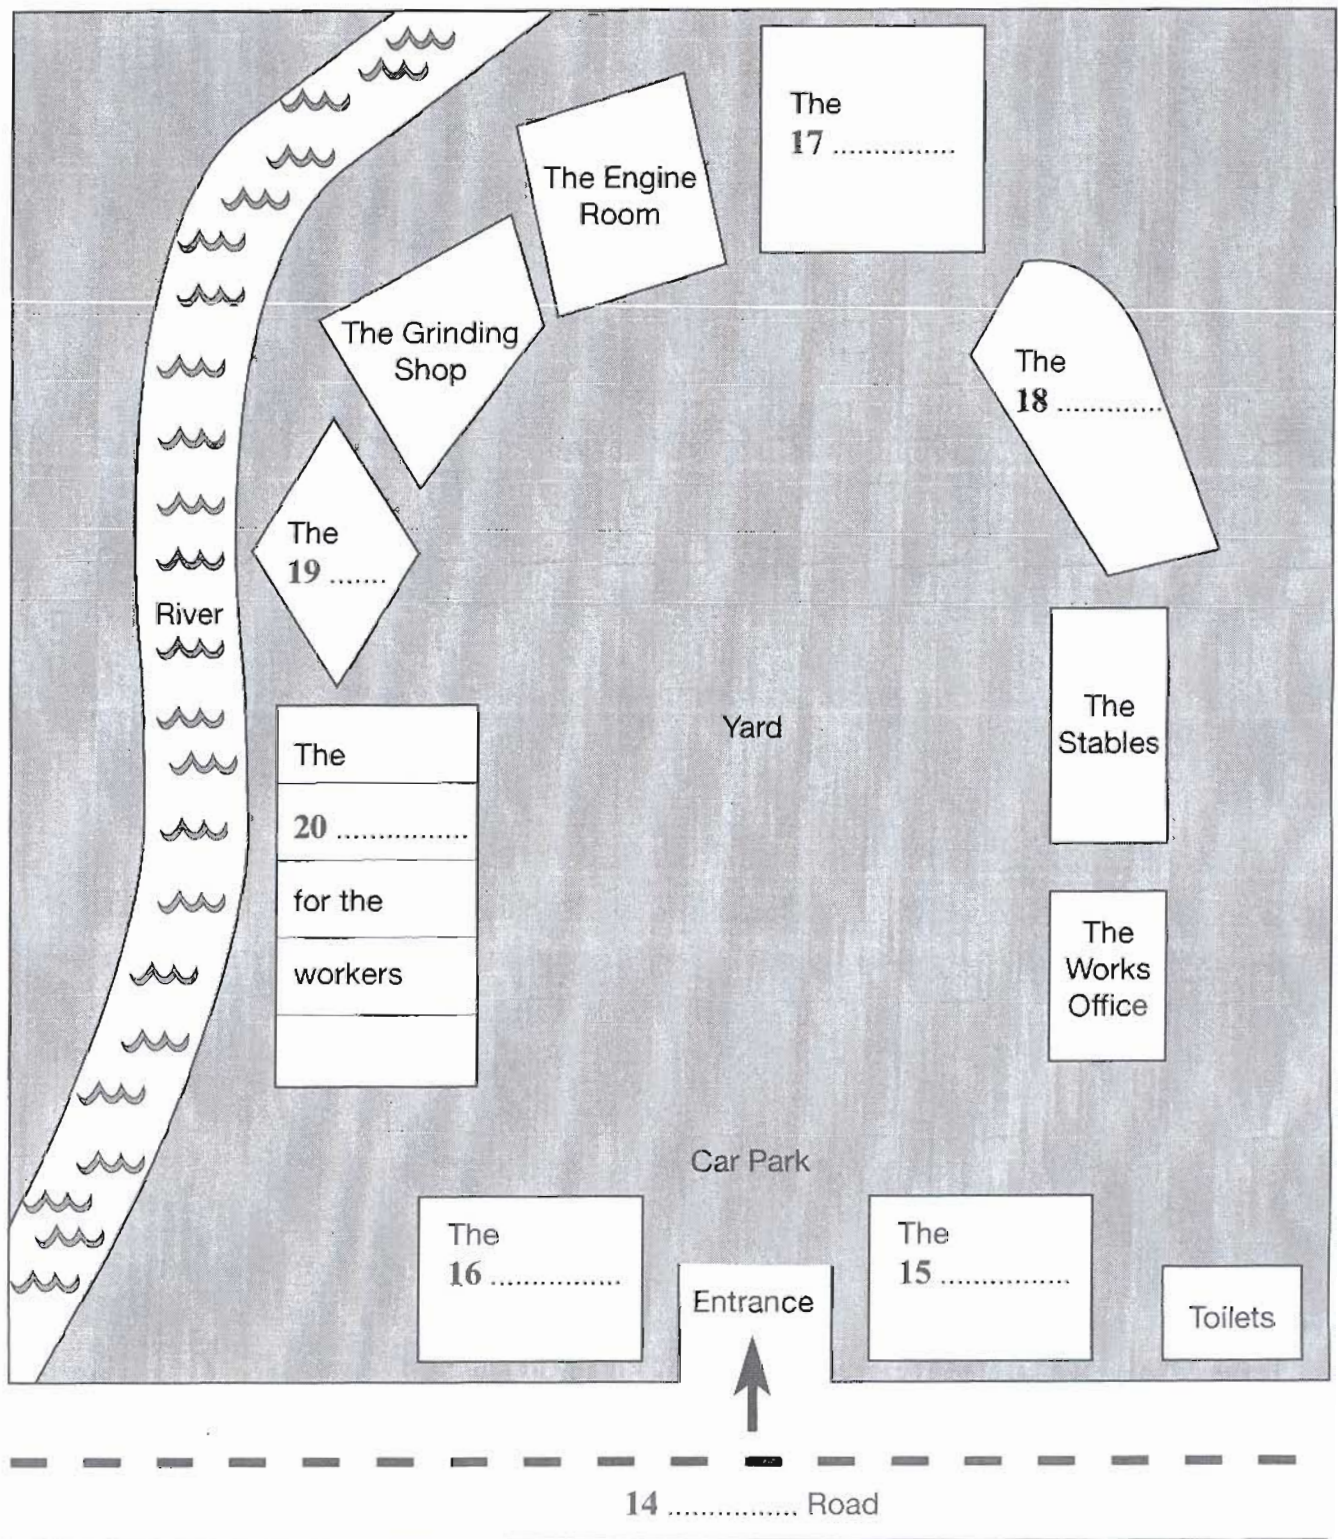 The
17 ...............
The Engine
Room
The Grinding
Shop
The
18 .............
The
19 .......
River
The
20 ................
for the
workers
Yard
The
Stables
The
Works
Office
Car Park
The
16 ................
Entrance
The
15 ................
Toilets
14 ................ Road